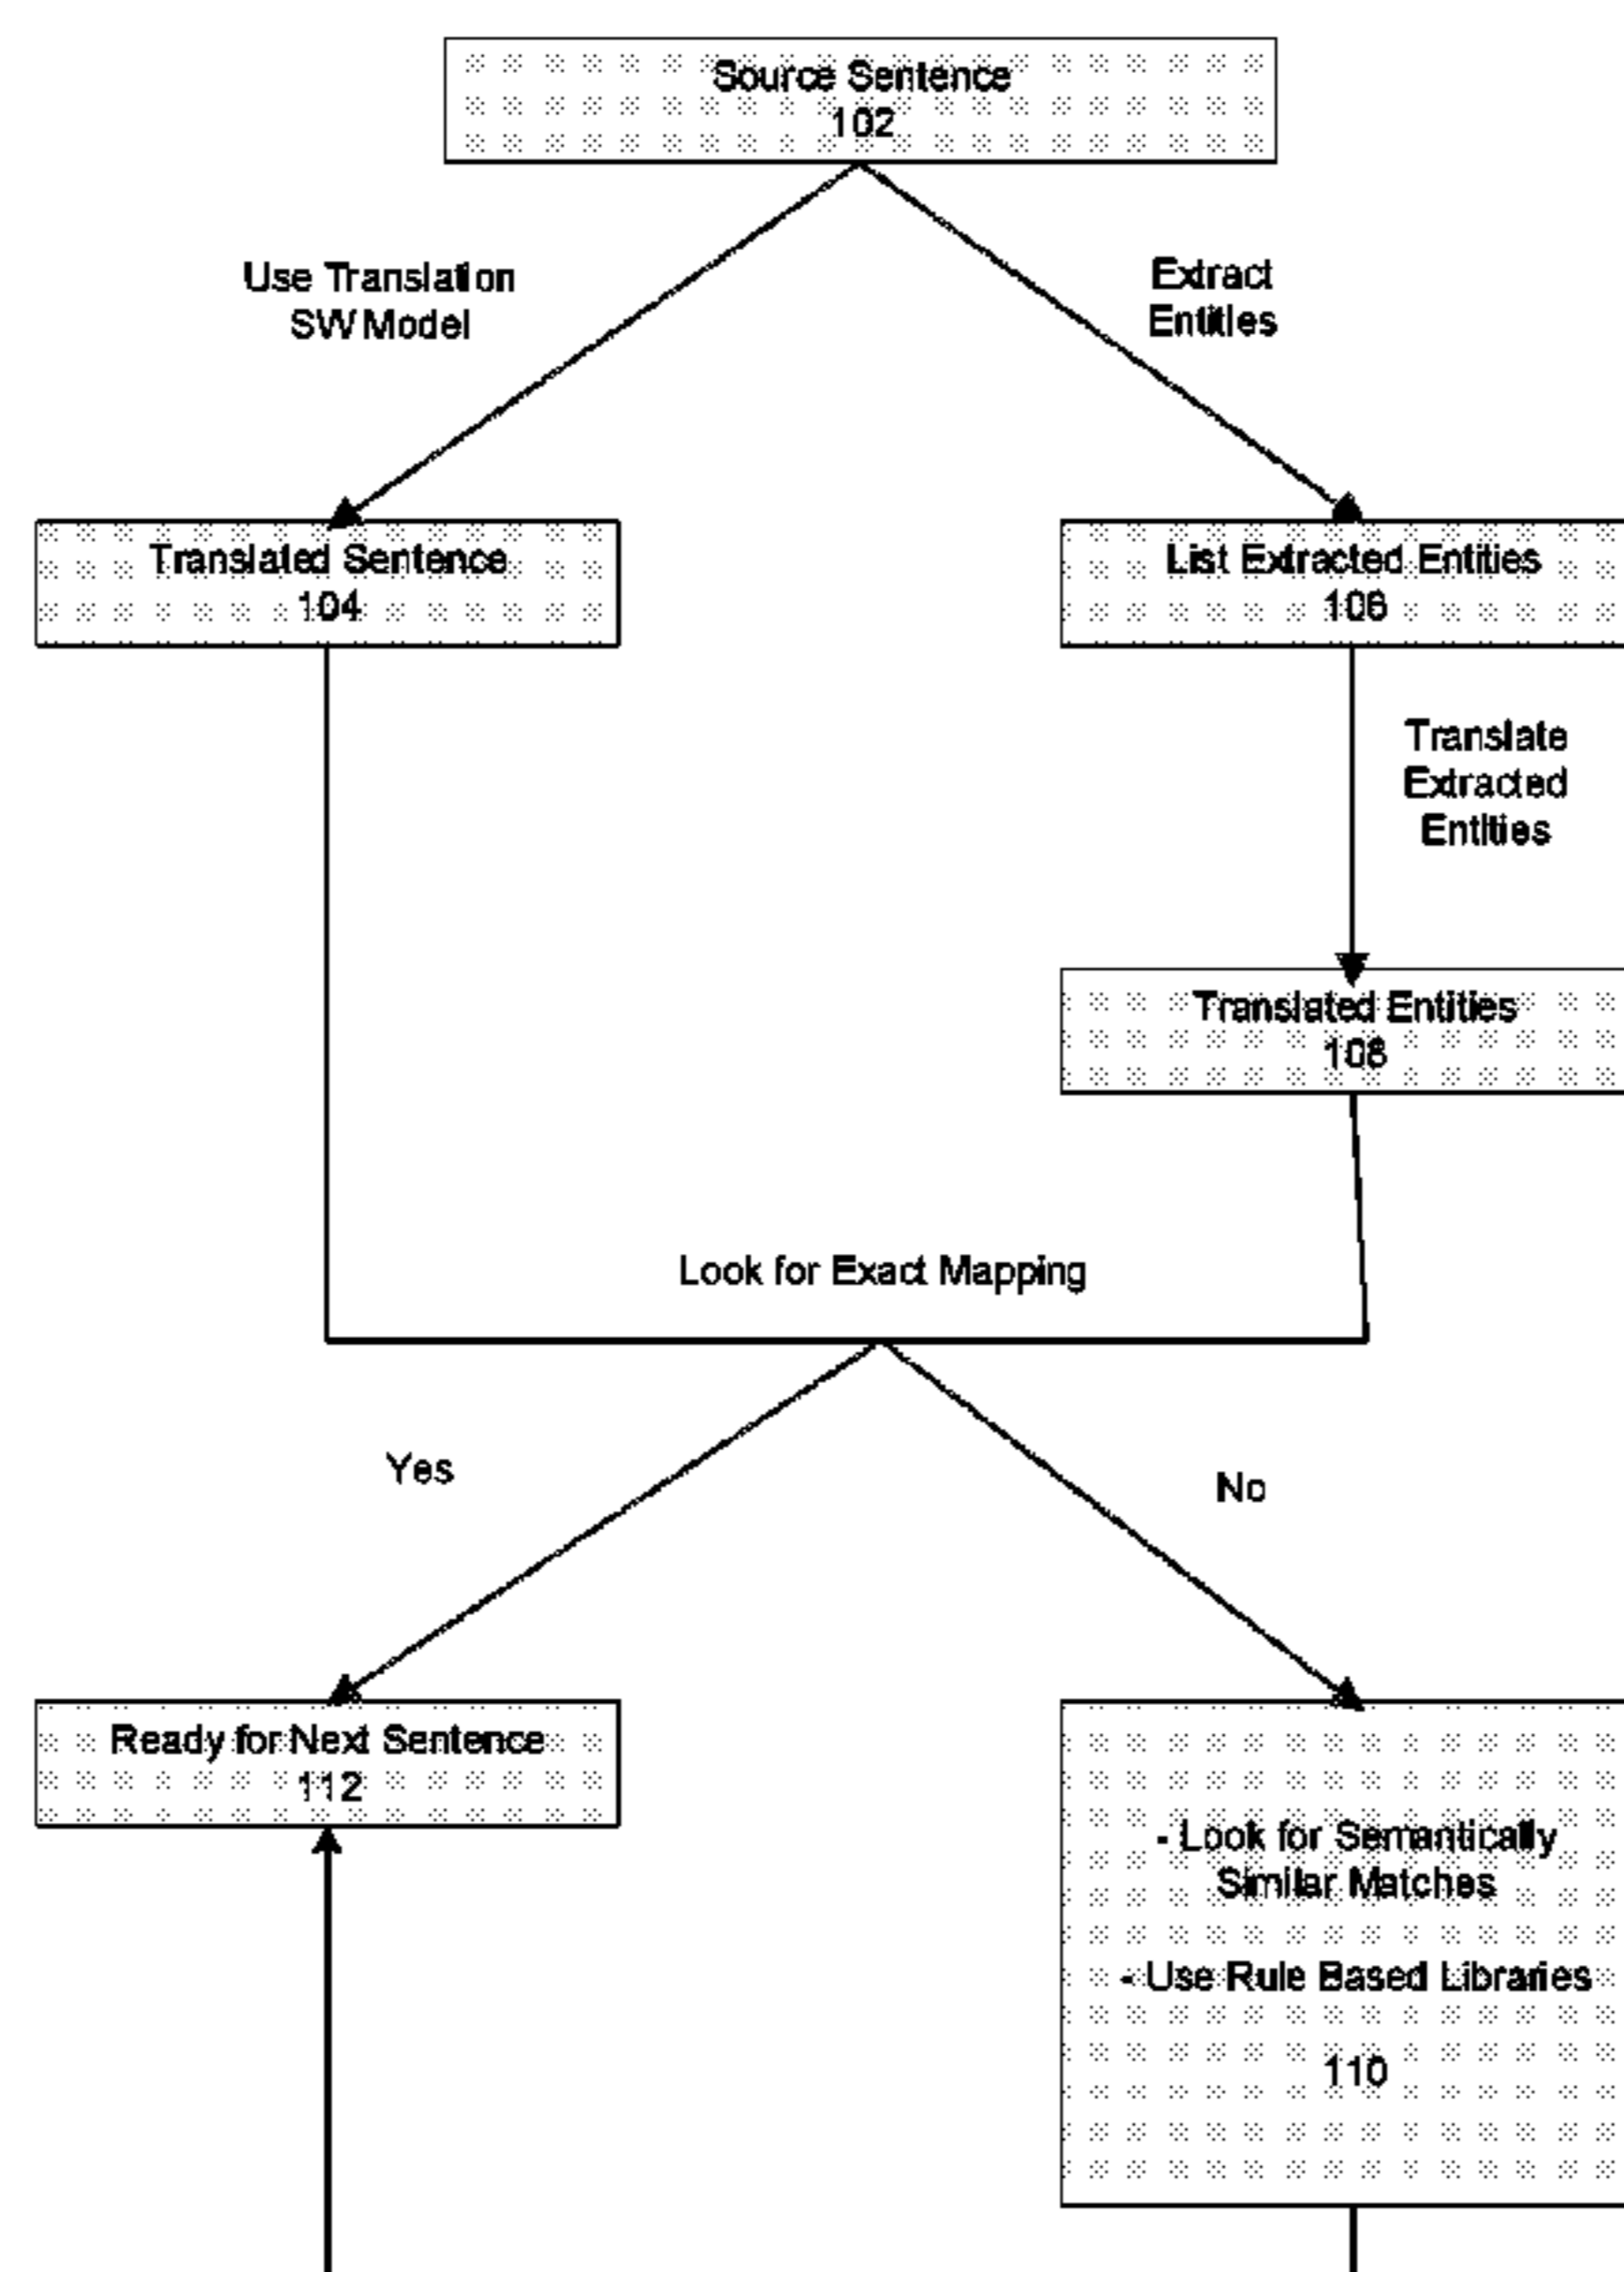 Source Sentence
102
Use Translation
SW Model
Extract
Entities
Translated Sentence
104
List Extracted Entities
106
Translate
Extracted
Entities
Translated Entities
108
Look for Exact Mapping
Yes
No
Ready for Next Sentence
112
- Look for Semantically
Similar Matches
- Use Rule Based Libraries
110